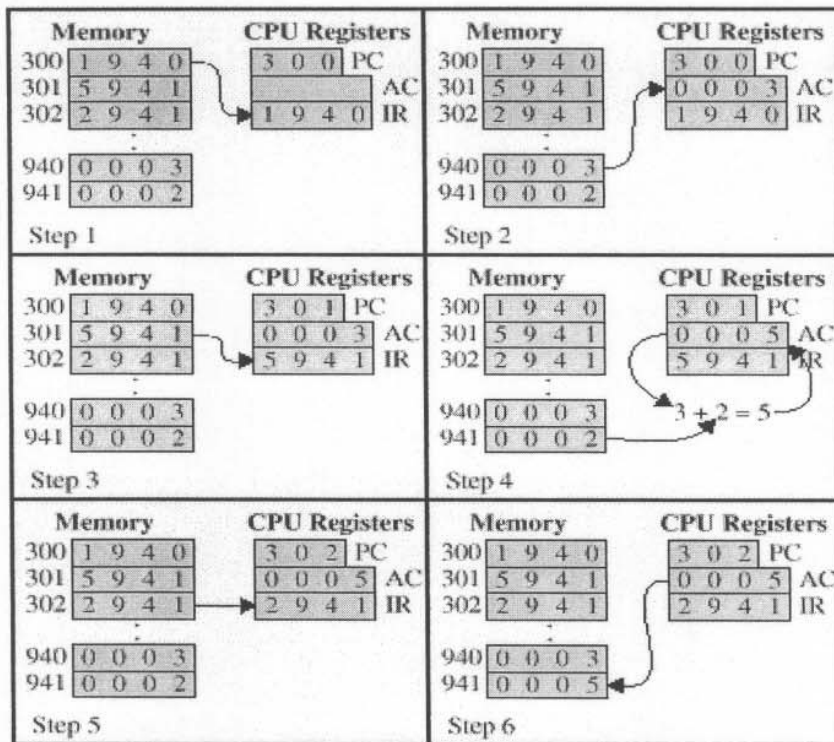 Memory CPU Registers
300 1 9 4 0 3 0 0 PC
301 5 9 4 1 AC
302 2 9 4 1 1 9 4 0 IR
940 0 0 0 3
941 0 0 0 2
Step 1
Memory CPU Registers
300 1 9 4 0 3 0 0 PC
301 5 9 4 1 0 0 0 3 AC
302 2 9 4 1 1 9 4 0 IR
940 0 0 0 3
941 0 0 0 2
Step 2
Memory CPU Registers
300 1 9 4 0 3 0 1 PC
301 5 9 4 1 0 0 0 3 AC
302 2 9 4 1 5 9 4 1 IR
940 0 0 0 3
941 0 0 0 2
Step 3
Memory CPU Registers
300 1 9 4 0 3 0 1 PC
301 5 9 4 1 0 0 0 5 AC
302 2 9 4 1 5 9 4 1 IR
940 0 0 0 3 3 + 2 = 5
941 0 0 0 2
Step 4
Memory CPU Registers
300 1 9 4 0 3 0 2 PC
301 5 9 4 1 0 0 0 5 AC
302 2 9 4 1 2 9 4 1 IR
940 0 0 0 3
941 0 0 0 2
Step 5
Memory CPU Registers
300 1 9 4 0 3 0 2 PC
301 5 9 4 1 0 0 0 5 AC
302 2 9 4 1 2 9 4 1 IR
940 0 0 0 3
941 0 0 0 5
Step 6